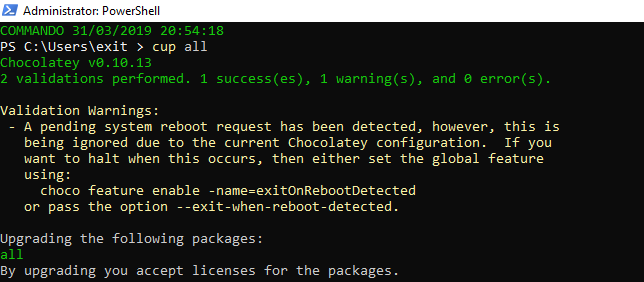 Administrator: PowerShell
COMMANDO 31/03/2019 20:54:18
PS C:\Users\exit > cup all
Chocolatey v0.10.13
2 validations performed. 1 success(es), 1 warning(s), and 0 error(s).
Validation Warnings:
- A pending system reboot request has been detected, however, this is
being ignored due to the current Chocolatey configuration.  If you
want to halt when this occurs, then either set the global feature
using:
choco feature enable -name=exitOnRebootDetected
or pass the option --exit-when-reboot-detected.
Upgrading the following packages:
all
By upgrading you accept licenses for the packages.